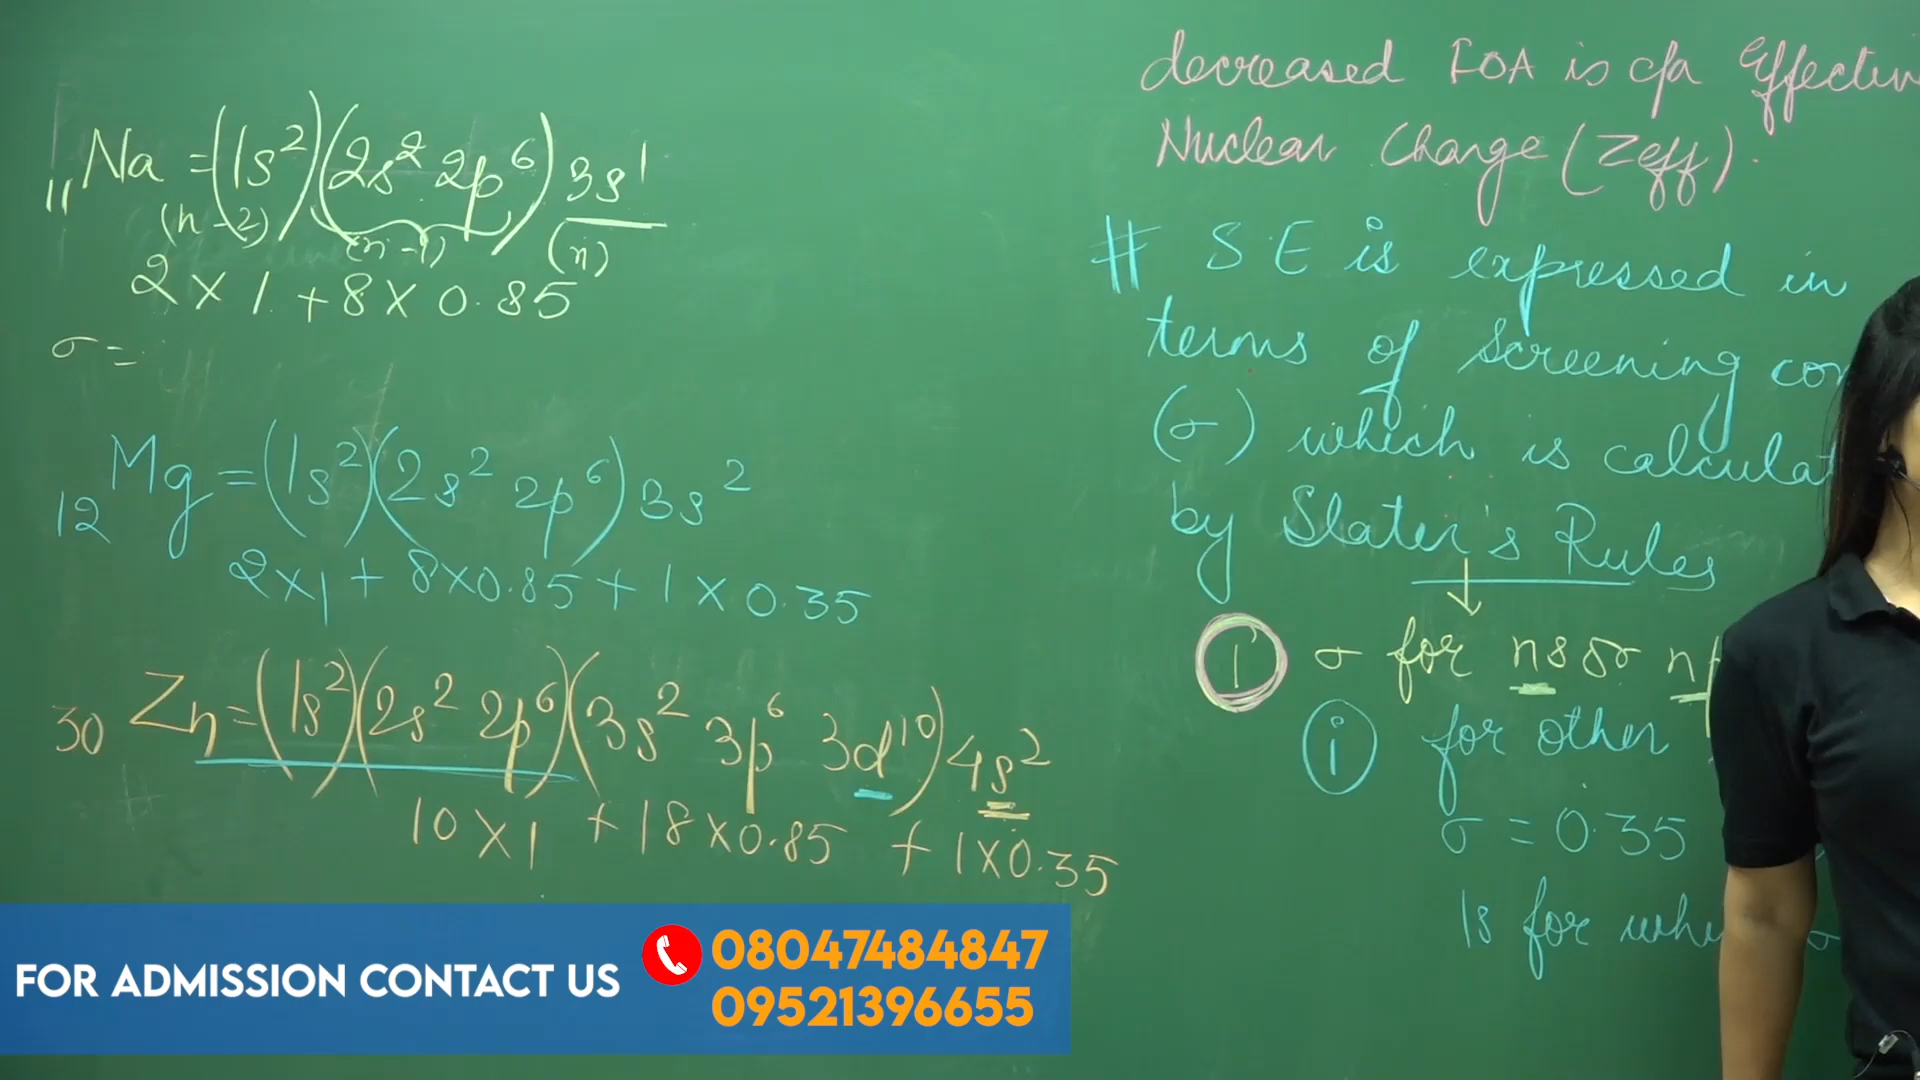 11 Na = (1s² ) (2s² 2p⁶) 3s¹
(n-2) (n-1) (n)
2 × 1 + 8 × 0.85
σ =
12 Mg = (1s²) (2s² 2p⁶) 3s²
2×1 + 8×0.85 + 1 × 0.35
30 Zn = (1s²) (2s² 2p⁶) (3s² 3p⁶ 3d¹⁰) 4s²
10 × 1 + 18 × 0.85 + 1×0.35
decreased FOA is c/a Effectiv
Nuclear Charge (Zeff).
# S.E is expressed in
terms of Screening con
(σ) which is calculat
by Slater's Rules
1 σ for ns or np
i for other
σ = 0.35
1s for whe σ
FOR ADMISSION CONTACT US
08047484847
09521396655